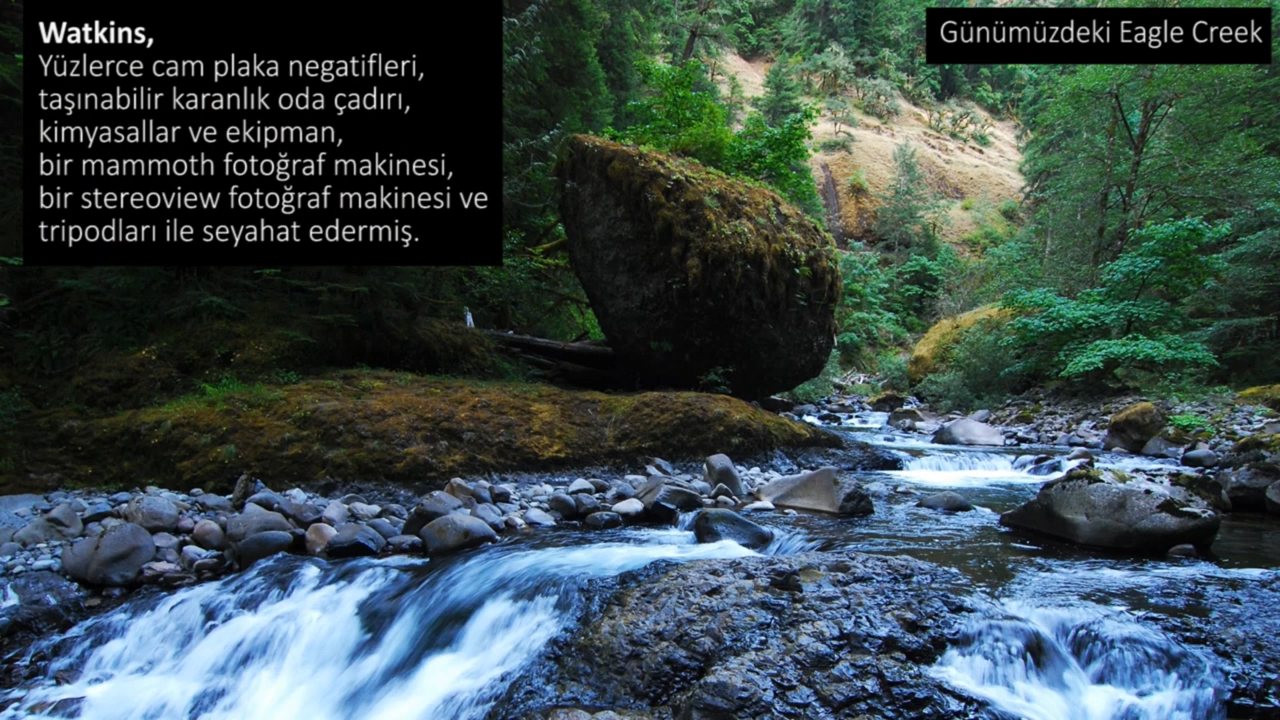 Watkins,
Yüzlerce cam plaka negatifleri,
taşınabilir karanlık oda çadırı,
kimyasallar ve ekipman,
bir mammoth fotoğraf makinesi,
bir stereoview fotoğraf makinesi ve
tripodları ile seyahat edermiş.
Günümüzdeki Eagle Creek